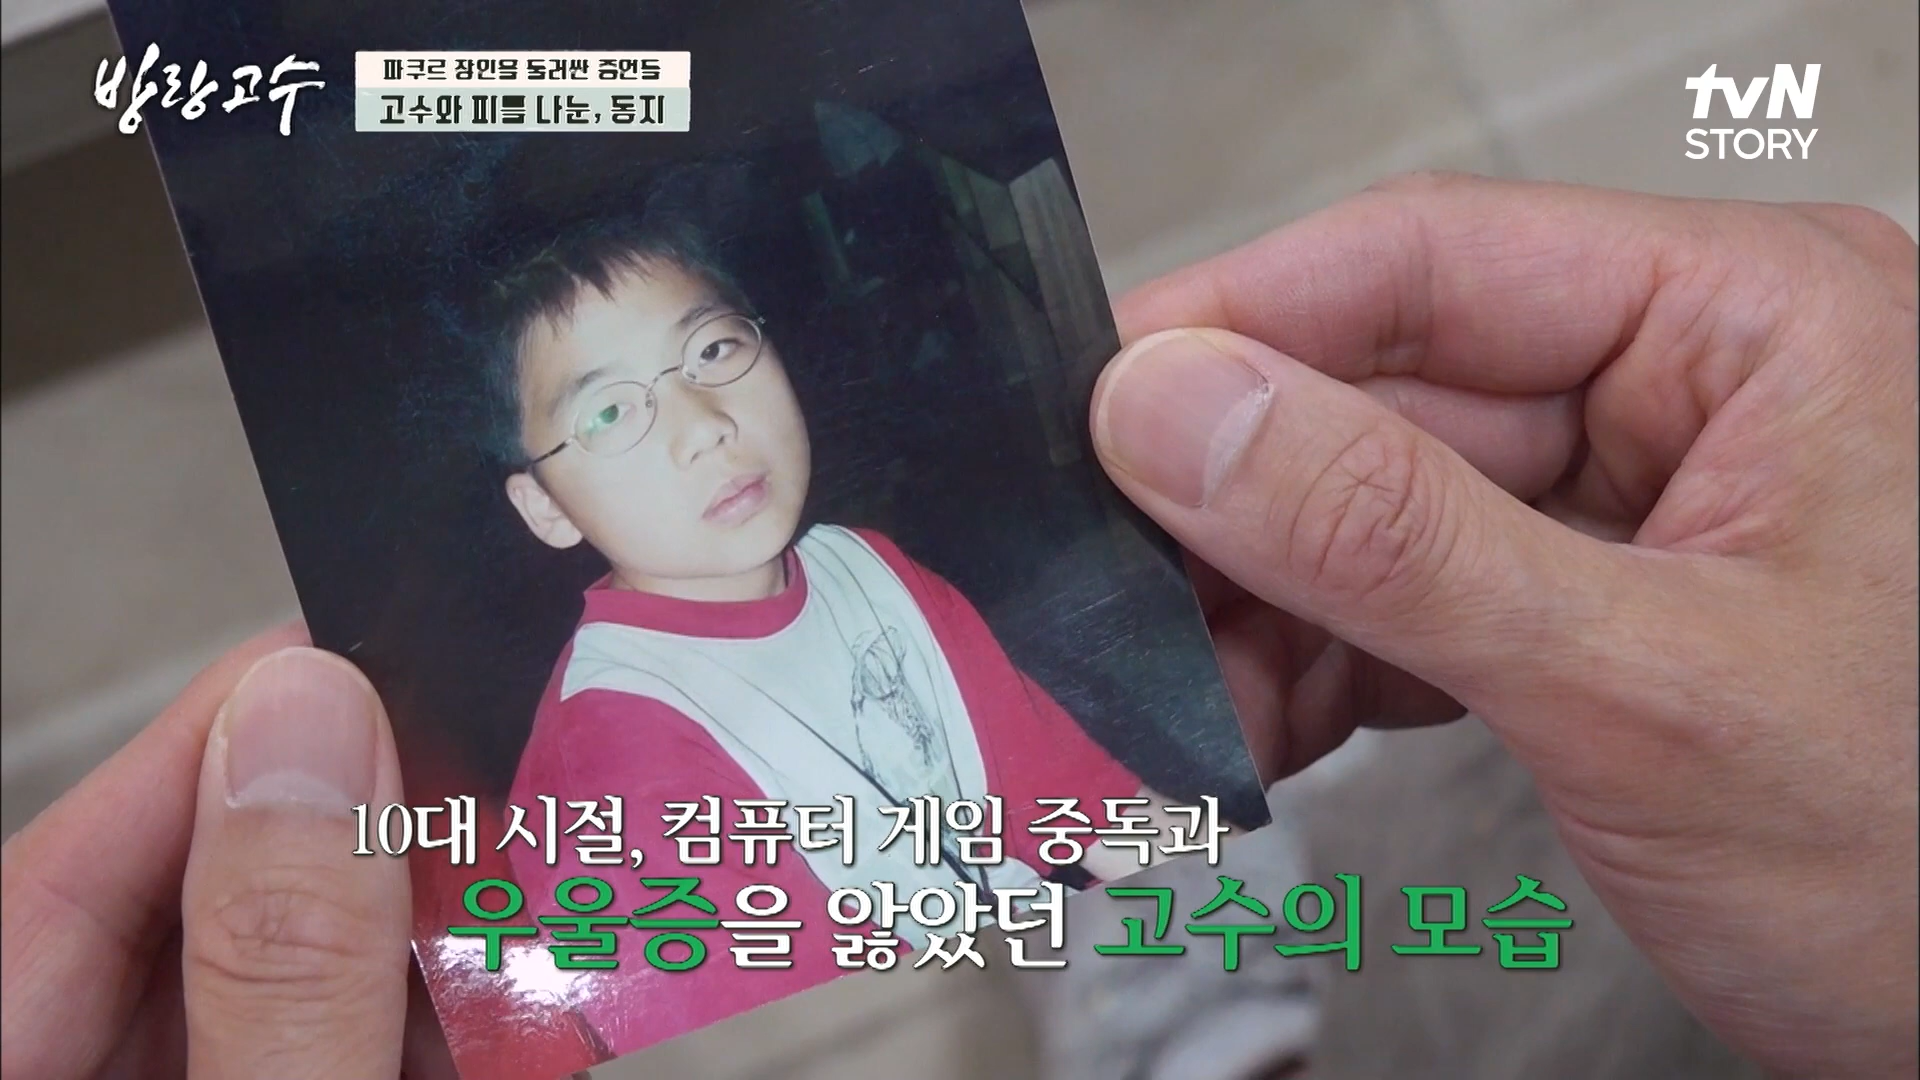 방랑고수
파쿠르 장인을 둘러싼 증언들
고수와 피를 나눈, 동지
tvN
STORY
10대 시절, 컴퓨터 게임 중독과
우울증을 앓았던 고수의 모습